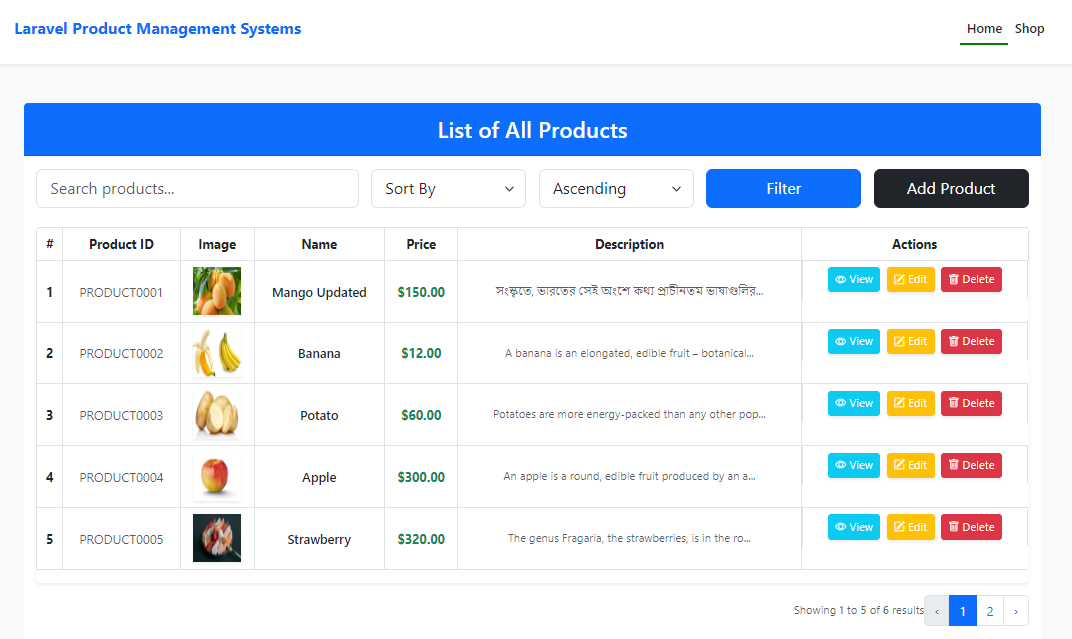 Laravel Product Management Systems
Home Shop
List of All Products
Search products... Sort By Ascending Filter Add Product
# Product ID Image Name Price Description Actions
1 PRODUCT0001 Mango Updated $150.00 সংস্কৃতে, ভারতের সেই অংশে কথ্য প্রাচীনতম ভাষাগুলির... View Edit Delete
2 PRODUCT0002 Banana $12.00 A banana is an elongated, edible fruit – botanical... View Edit Delete
3 PRODUCT0003 Potato $60.00 Potatoes are more energy-packed than any other pop... View Edit Delete
4 PRODUCT0004 Apple $300.00 An apple is a round, edible fruit produced by an a... View Edit Delete
5 PRODUCT0005 Strawberry $320.00 The genus Fragaria, the strawberries, is in the ro... View Edit Delete
Showing 1 to 5 of 6 results ‹ 1 2 ›